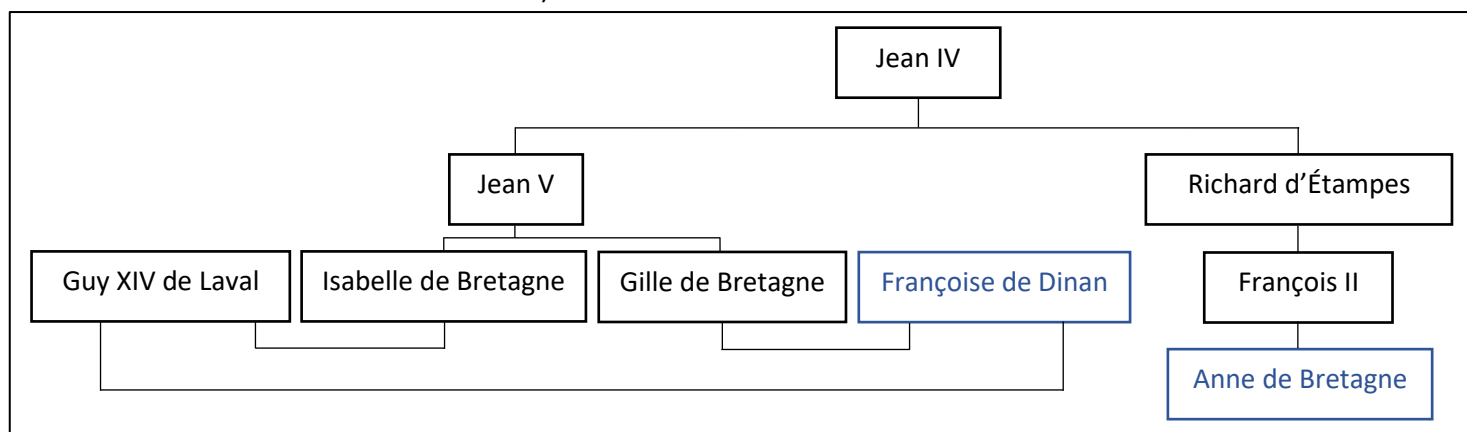 Jean IV
Jean V
Richard d’Étampes
Guy XIV de Laval
Isabelle de Bretagne
Gille de Bretagne
Françoise de Dinan
François II
Anne de Bretagne